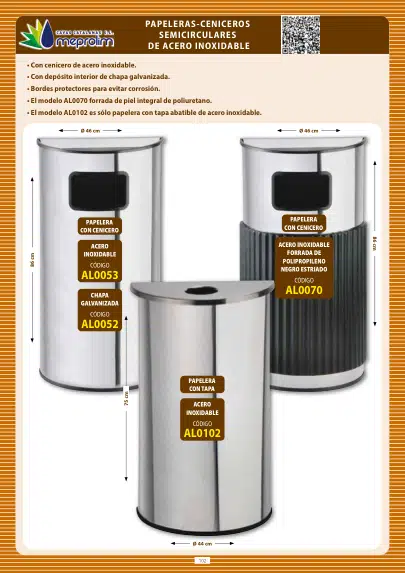 CATAS CATALANAS S.L.
meprolim
PAPELERAS-CENICEROS
SEMICIRCULARES
DE ACERO INOXIDABLE
• Con cenicero de acero inoxidable.
• Con depósito interior de chapa galvanizada.
• Bordes protectores para evitar corrosión.
• El modelo AL0070 forrada de piel integral de poliuretano.
• El modelo AL0102 es sólo papelera con tapa abatible de acero inoxidable.
Ø 46 cm
Ø 46 cm
86 cm
PAPELERA
CON CENICERO
ACERO
INOXIDABLE
CÓDIGO
AL0053
CHAPA
GALVANIZADA
CÓDIGO
AL0052
PAPELERA
CON CENICERO
ACERO INOXIDABLE
FORRADA DE
POLIPROPILENO
NEGRO ESTRIADO
CÓDIGO
AL0070
86 cm
75 cm
PAPELERA
CON TAPA
ACERO
INOXIDABLE
CÓDIGO
AL0102
Ø 44 cm
102